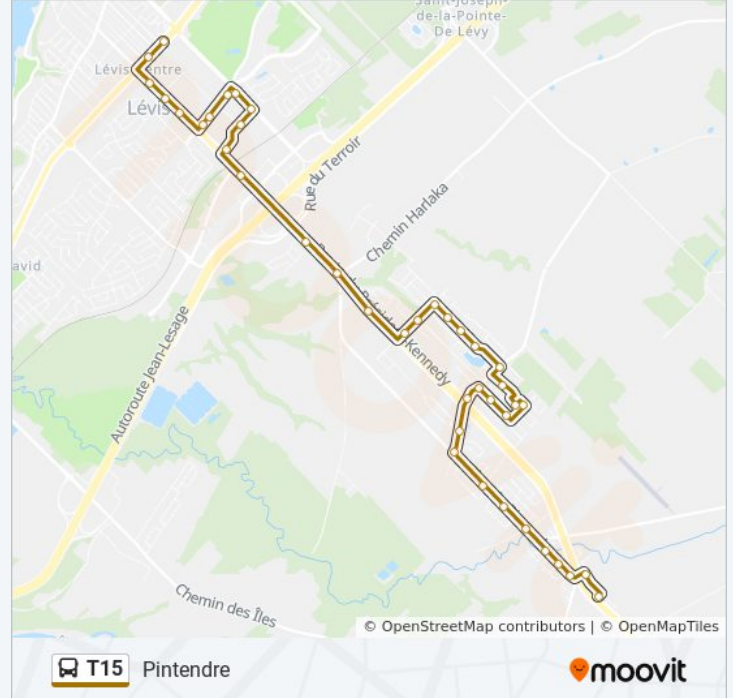 Saint-Joseph-
de-la-Pointe-
De Lévy
Lévis Centre
Lévis
Rue du Terroir
Chemin Harlaka
avid
Kennedy
Autoroute Jean-Lesage
Chemin des Îles
© OpenStreetMap contributors | © OpenMapTiles
T15 Pintendre
moovit